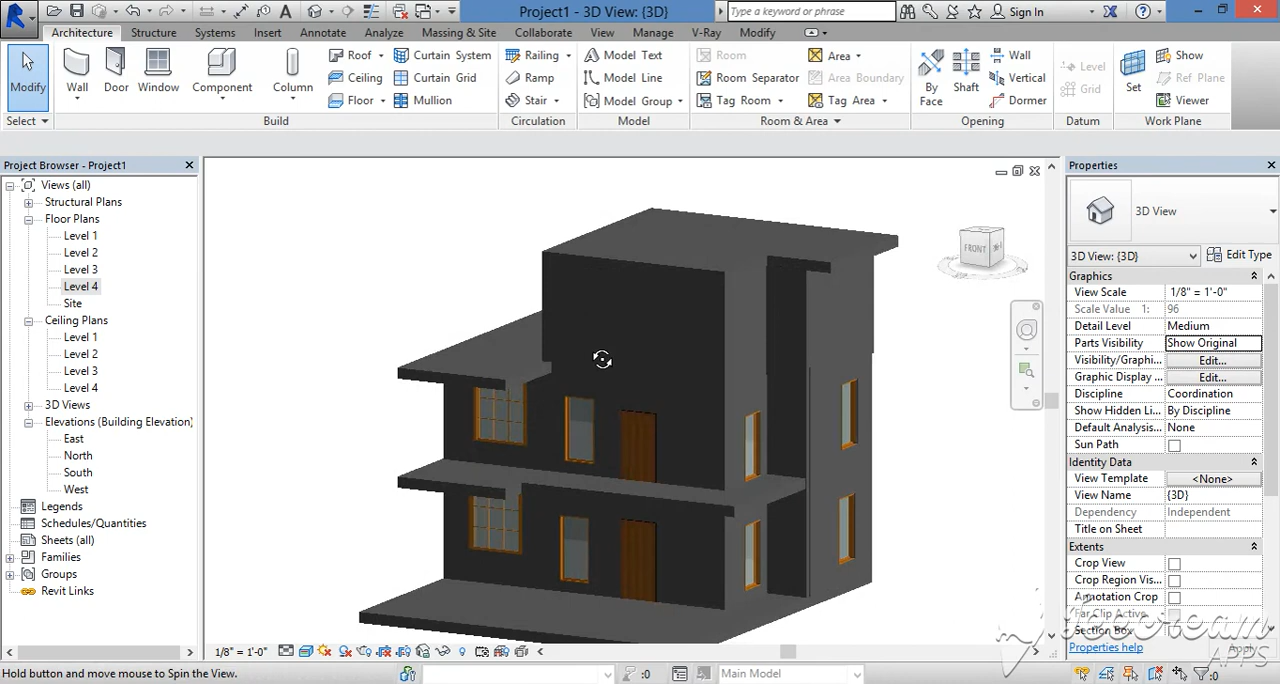 Project1 - 3D View: {3D}
Type a keyword or phrase
Sign In
Architecture Structure Systems Insert Annotate Analyze Massing & Site Collaborate View Manage V-Ray Modify
Modify
Wall
Door
Window
Component
Column
Roof
Ceiling
Floor
Curtain System
Curtain Grid
Mullion
Railing
Ramp
Stair
Model Text
Model Line
Model Group
Room
Room Separator
Tag Room
Area
Area Boundary
Tag Area
By Face
Shaft
Wall
Vertical
Dormer
Level
Grid
Set
Show
Ref Plane
Viewer
Select Build Circulation Model Room & Area Opening Datum Work Plane
Project Browser - Project1
Views (all)
Structural Plans
Floor Plans
Level 1
Level 2
Level 3
Level 4
Site
Ceiling Plans
Level 1
Level 2
Level 3
Level 4
3D Views
Elevations (Building Elevation)
East
North
South
West
Legends
Schedules/Quantities
Sheets (all)
Families
Groups
Revit Links
FRONT
Properties
3D View
3D View: {3D} Edit Type
Graphics
View Scale 1/8" = 1'-0"
Scale Value 1: 96
Detail Level Medium
Parts Visibility Show Original
Visibility/Graphi... Edit...
Graphic Display ... Edit...
Discipline Coordination
Show Hidden Li... By Discipline
Default Analysis... None
Sun Path
Identity Data
View Template <None>
View Name {3D}
Dependency Independent
Title on Sheet
Extents
Crop View
Crop Region Vis...
Annotation Crop
Far Clip Active
Section Box
Properties help Apply
1/8" = 1'-0"
Hold button and move mouse to Spin the View.
:0
Main Model
:0
APPS